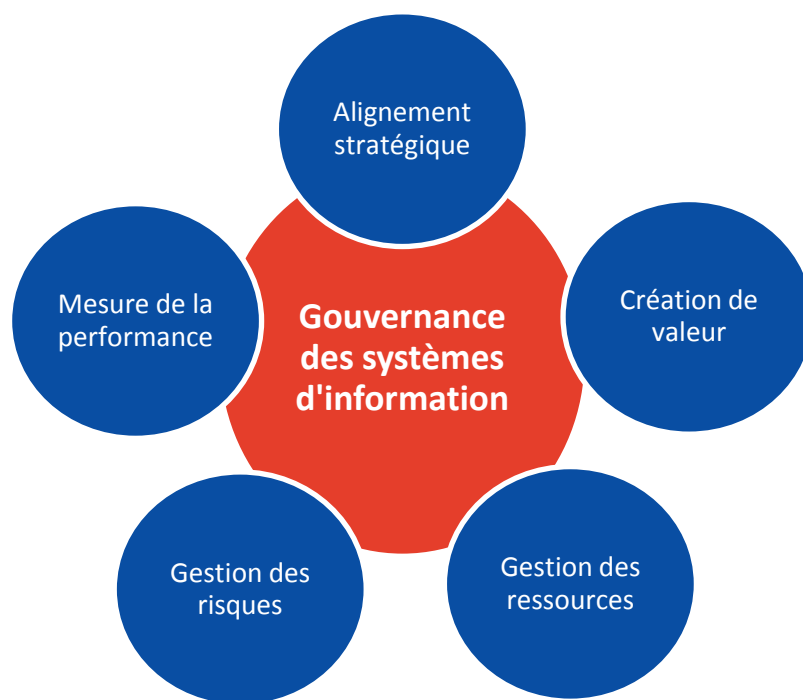 Alignement
stratégique
Mesure de la
performance
Gouvernance
des systèmes
d'information
Création de
valeur
Gestion des
risques
Gestion des
ressources